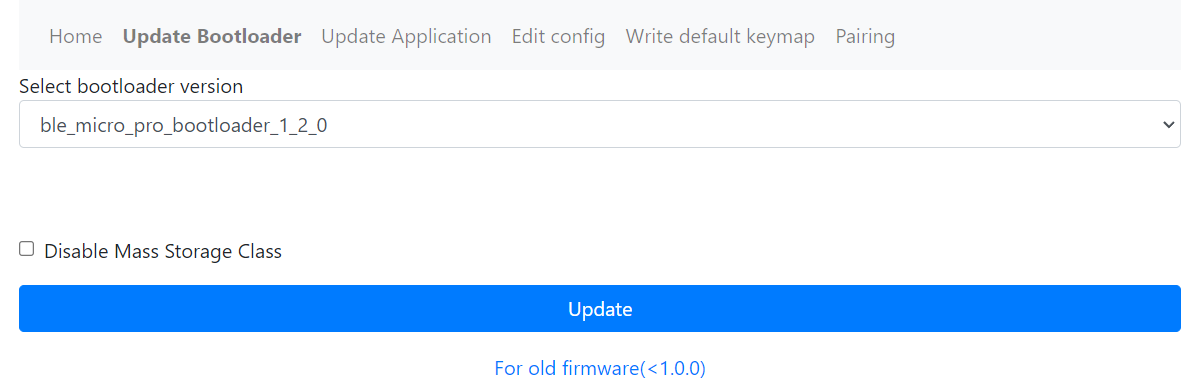 Home Update Bootloader Update Application Edit config Write default keymap Pairing
Select bootloader version
ble_micro_pro_bootloader_1_2_0
Disable Mass Storage Class
Update
For old firmware(<1.0.0)